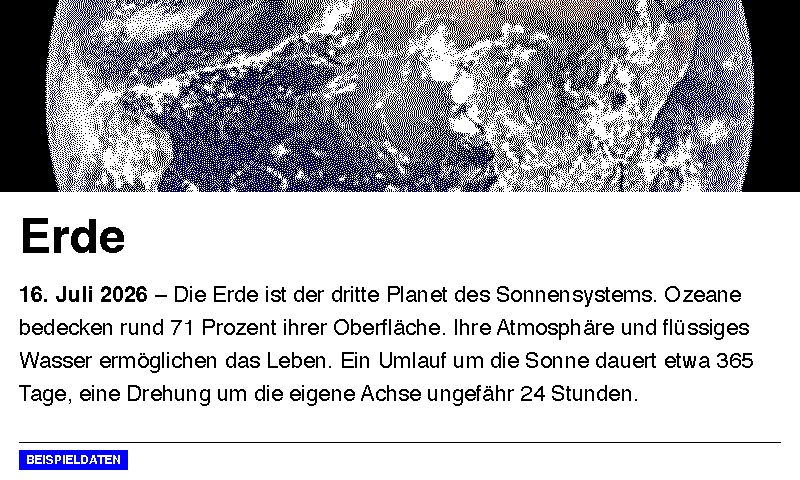 Erde
16. Juli 2026 – Die Erde ist der dritte Planet des Sonnensystems. Ozeane
bedecken rund 71 Prozent ihrer Oberfläche. Ihre Atmosphäre und flüssiges
Wasser ermöglichen das Leben. Ein Umlauf um die Sonne dauert etwa 365
Tage, eine Drehung um die eigene Achse ungefähr 24 Stunden.
BEISPIELDATEN